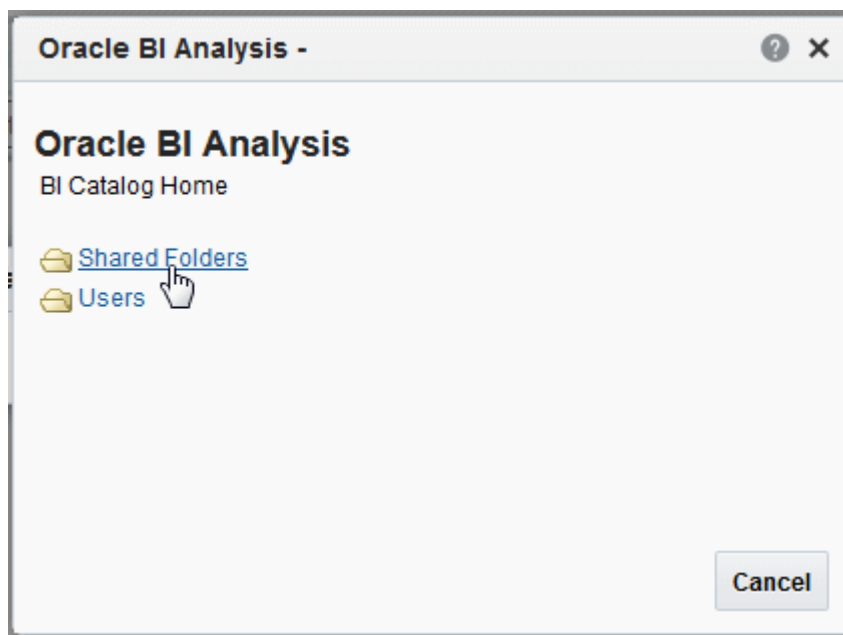 Oracle BI Analysis -
Oracle BI Analysis
BI Catalog Home
Shared Folders
Users
Cancel